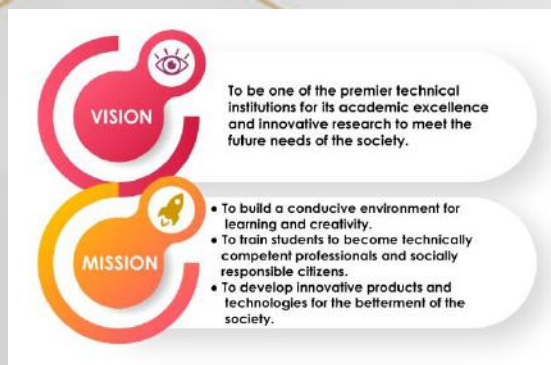 VISION
To be one of the premier technical
institutions for its academic excellence
and innovative research to meet the
future needs of the society.
MISSION
• To build a conducive environment for
learning and creativity.
• To train students to become technically
competent professionals and socially
responsible citizens.
• To develop innovative products and
technologies for the betterment of the
society.